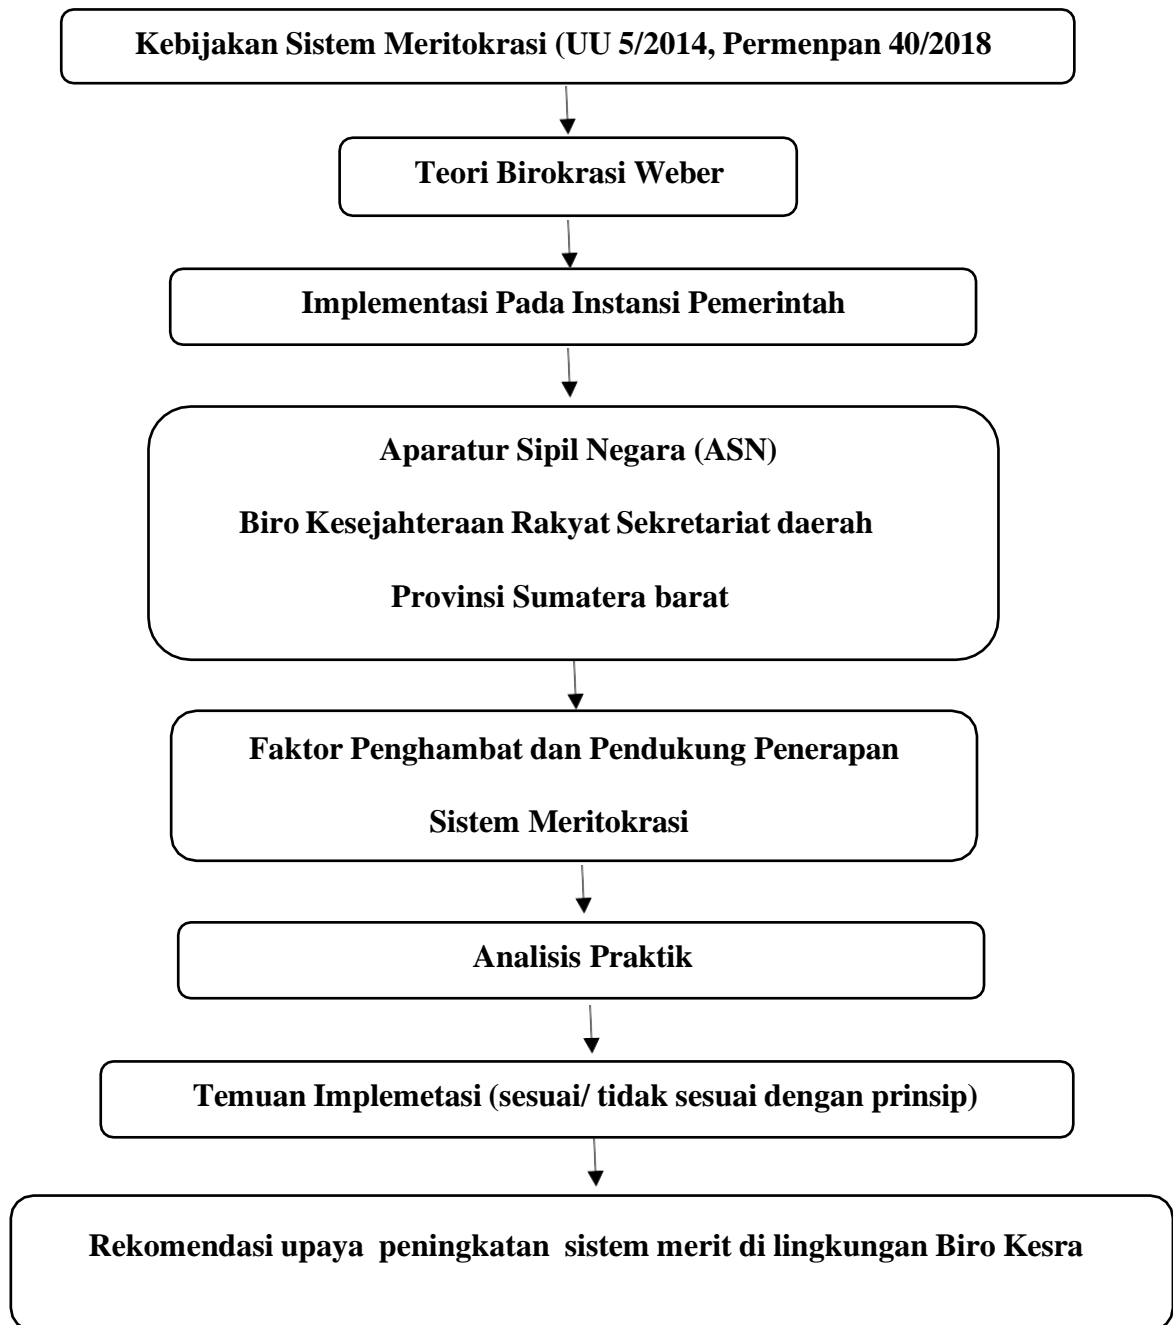 Kebijakan Sistem Meritokrasi (UU 5/2014, Permenpan 40/2018
Teori Birokrasi Weber
Implementasi Pada Instansi Pemerintah
Aparatur Sipil Negara (ASN)
Biro Kesejahteraan Rakyat Sekretariat daerah
Provinsi Sumatera barat
Faktor Penghambat dan Pendukung Penerapan
Sistem Meritokrasi
Analisis Praktik
Temuan Implemetasi (sesuai/ tidak sesuai dengan prinsip)
Rekomendasi upaya peningkatan sistem merit di lingkungan Biro Kesra